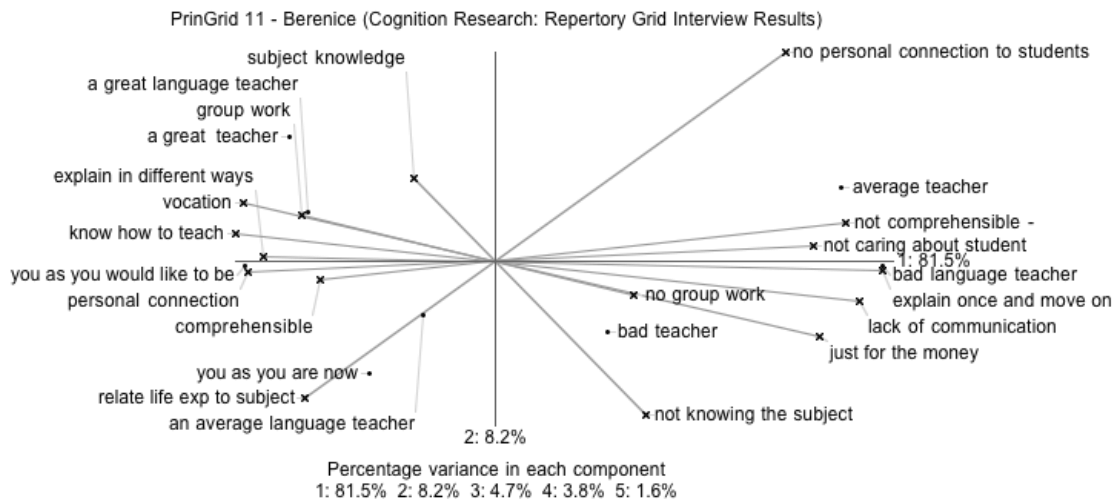 PrinGrid 11 - Berenice (Cognition Research: Repertory Grid Interview Results)
subject knowledge
no personal connection to students
a great language teacher
group work
a great teacher
explain in different ways
average teacher
vocation
not comprehensible -
know how to teach
not caring about student
1: 81.5%
you as you would like to be
bad language teacher
personal connection
no group work
explain once and move on
comprehensible
lack of communication
bad teacher
just for the money
you as you are now
relate life exp to subject
not knowing the subject
an average language teacher
2: 8.2%
Percentage variance in each component
1: 81.5% 2: 8.2% 3: 4.7% 4: 3.8% 5: 1.6%